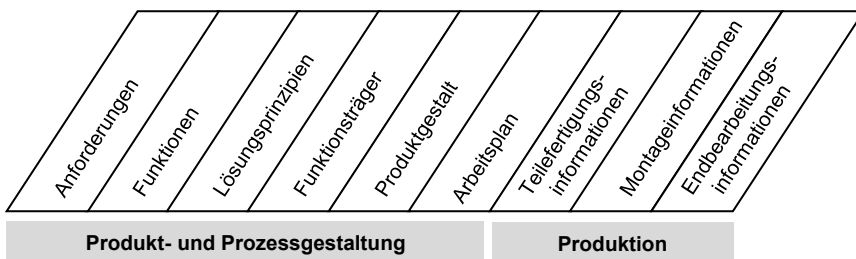 Anforderungen
Funktionen
Lösungsprinzipien
Funktionsträger
Produktgestalt
Arbeitsplan
Teilefertigungs-
informationen
Montageinformationen
Endbearbeitungs-
informationen
Produkt- und Prozessgestaltung
Produktion